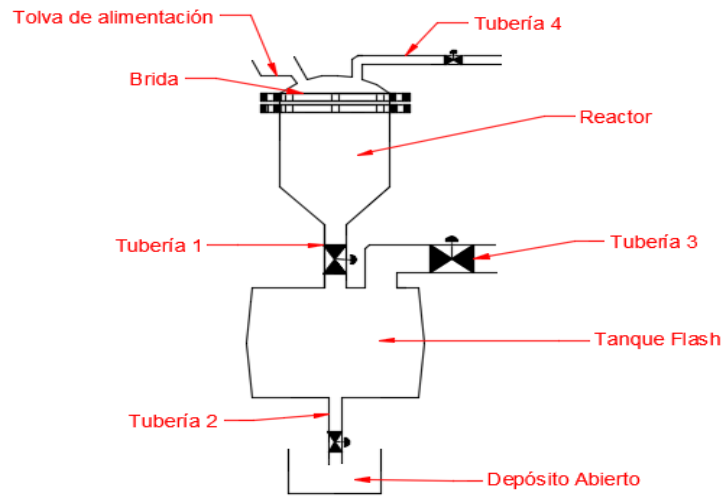 Tolva de alimentación
Tubería 4
Brida
Reactor
Tubería 1
Tubería 3
Tanque Flash
Tubería 2
Depósito Abierto